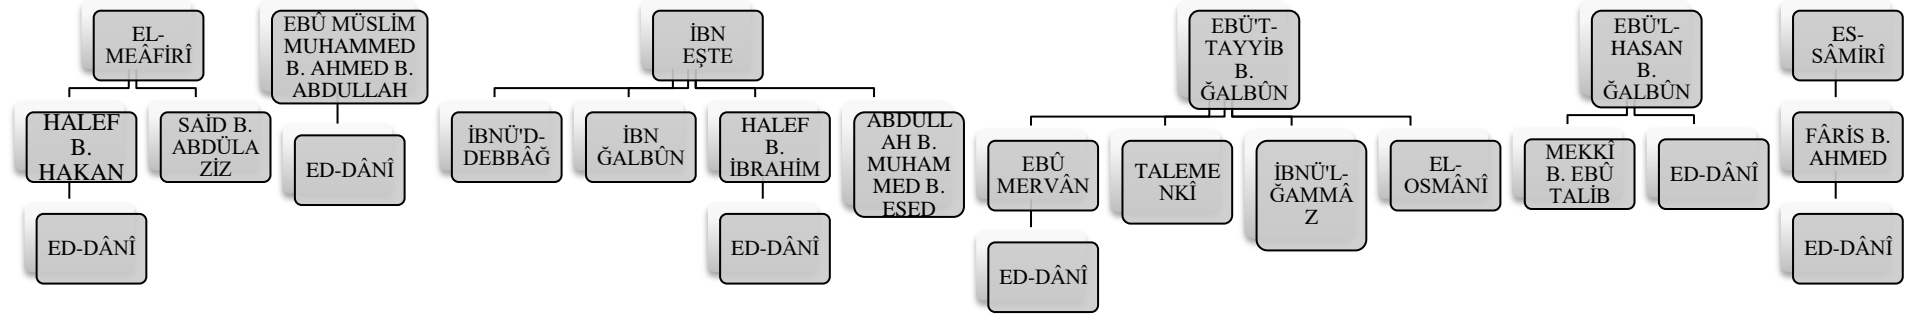 EL-
MEÂFİRÎ
HALEF
B.
HAKAN
ED-DÂNÎ
SAİD B.
ABDÜLA
ZİZ
EBÛ MÜSLİM
MUHAMMED
B. AHMED B.
ABDULLAH
ED-DÂNÎ
İBN
EŞTE
İBNÜ'D-
DEBBÂĞ
İBN
ĞALBÛN
HALEF
B.
İBRAHİM
ED-DÂNÎ
ABDULL
AH B.
MUHAM
MED B.
ESED
EBÜ'T-
TAYYİB
B.
ĞALBÛN
EBÛ
MERVÂN
ED-DÂNÎ
TALEME
NKÎ
İBNÜ'L-
ĞAMMÂ
Z
EL-
OSMÂNÎ
EBÜ'L-
HASAN
B.
ĞALBÛN
MEKKÎ
B. EBÛ
TALİB
ED-DÂNÎ
ES-
SÂMİRÎ
FÂRİS B.
AHMED
ED-DÂNÎ